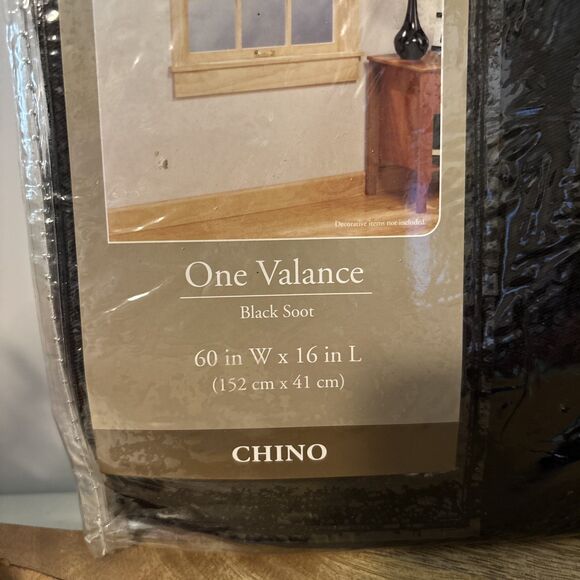 Decorative items not included.
One Valance
Black Soot
60 in W x 16 in L
(152 cm x 41 cm)
CHINO